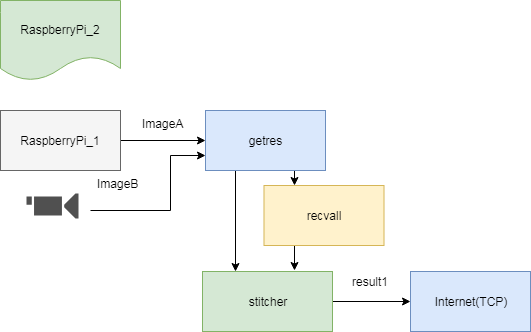 RaspberryPi_2
ImageA
RaspberryPi_1
getres
ImageB
recvall
result1
stitcher
Internet(TCP)